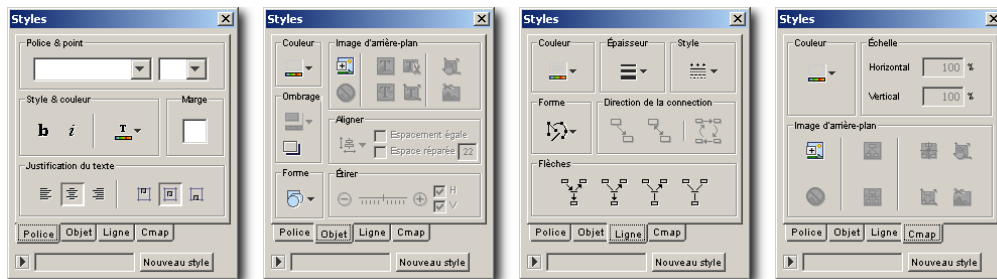 Styles
Police & point
Style & couleur
Marge
b i T
Justification du texte
Police Objet Ligne Cmap
Nouveau style
Styles
Couleur
Image d'arrière-plan
Ombrage
Aligner
Espacement égale
Espace réparée 22
Forme
Étirer
H
V
Police Objet Ligne Cmap
Nouveau style
Styles
Couleur
Épaisseur
Style
Forme
Direction de la connection
Flèches
Police Objet Ligne Cmap
Nouveau style
Styles
Couleur
Échelle
Horizontal 100 %
Vertical 100 %
Image d'arrière-plan
Police Objet Ligne Cmap
Nouveau style